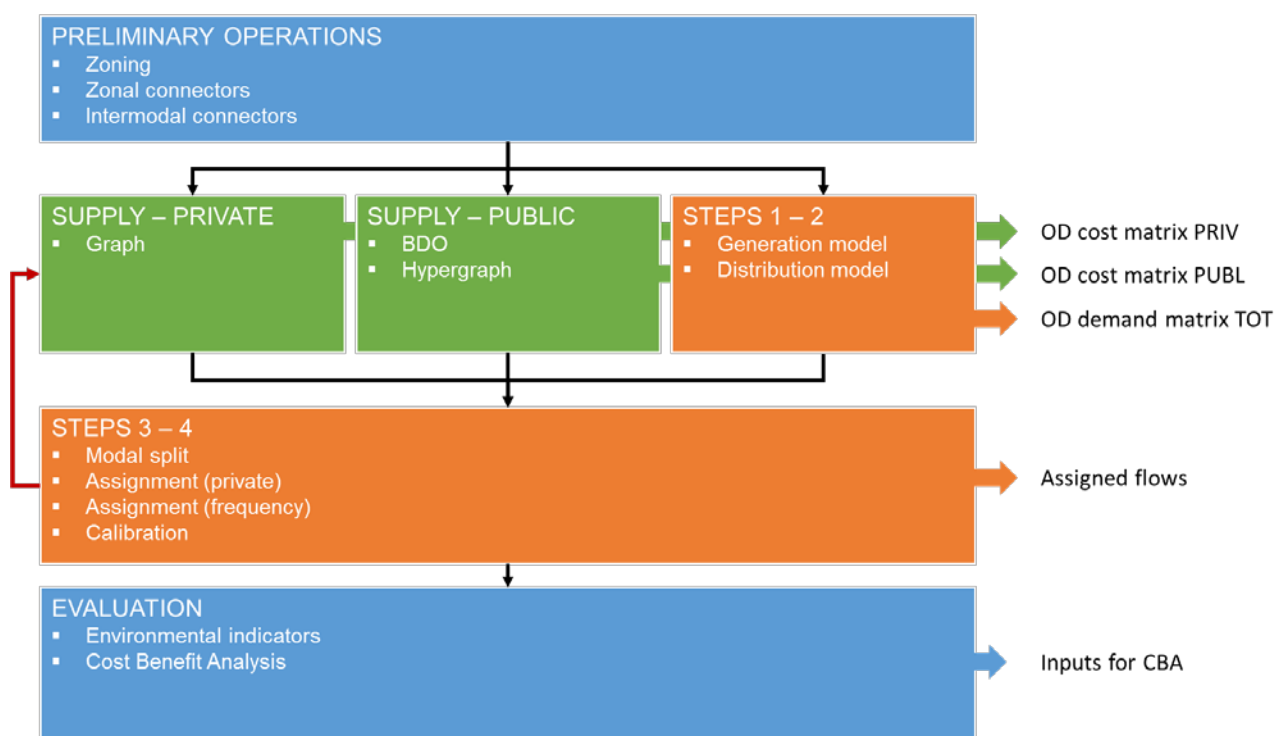 PRELIMINARY OPERATIONS
▪ Zoning
▪ Zonal connectors
▪ Intermodal connectors
SUPPLY – PRIVATE
▪ Graph
SUPPLY – PUBLIC
▪ BDO
▪ Hypergraph
STEPS 1 – 2
▪ Generation model
▪ Distribution model
OD cost matrix PRIV
OD cost matrix PUBL
OD demand matrix TOT
STEPS 3 – 4
▪ Modal split
▪ Assignment (private)
▪ Assignment (frequency)
▪ Calibration
Assigned flows
EVALUATION
▪ Environmental indicators
▪ Cost Benefit Analysis
Inputs for CBA